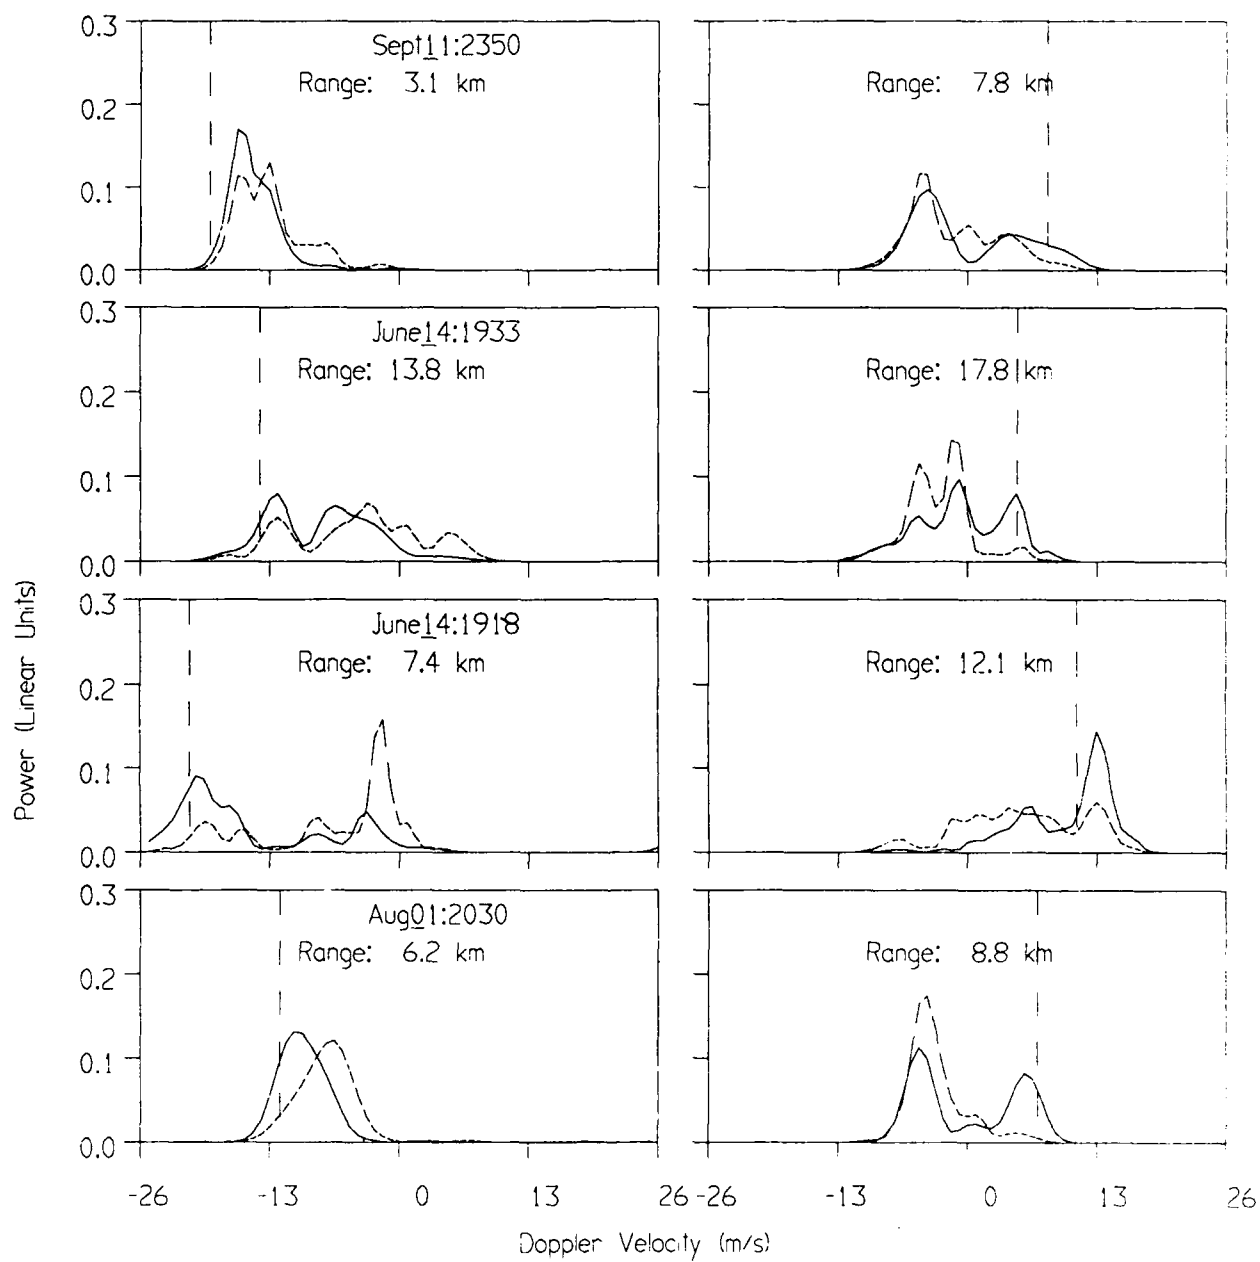 0.3
0.2
0.1
0.0
Sept11:2350
Range: 3.1 km
Range: 7.8 km
0.3
0.2
0.1
0.0
June14:1933
Range: 13.8 km
Range: 17.8 km
0.3
0.2
0.1
0.0
June14:1918
Range: 7.4 km
Range: 12.1 km
0.3
0.2
0.1
0.0
Aug01:2030
Range: 6.2 km
Range: 8.8 km
-26 -13 0 13 26
-26 -13 0 13 26
Doppler Velocity (m/s)
Power (Linear Units)